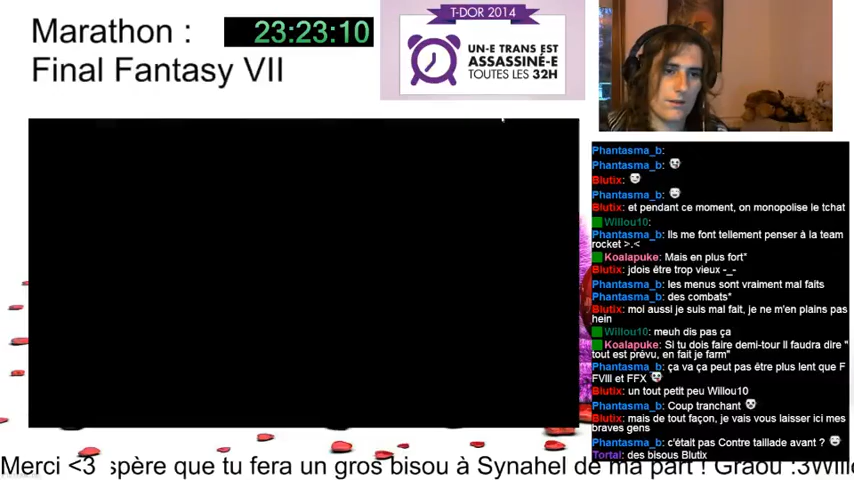 Marathon :
Final Fantasy VII
23:23:10
T-DOR 2014
UN-E TRANS EST
ASSASSINÉ-E
TOUTES LES 32H
Phantasma_b:
Phantasma_b:
Blutix:
Phantasma_b:
Blutix: et pendant ce moment, on monopolise le tchat
Willou10:
Phantasma_b: Ils me font tellement penser à la team
rocket >.<
Koalapuke: Mais en plus fort"
Blutix: jdois être trop vieux -_-
Phantasma_b: les menus sont vraiment mal faits
Phantasma_b: des combats*
Blutix: moi aussi je suis mal fait, je ne m'en plains pas
hein
Willou10: meuh dis pas ça
Koalapuke: Si tu dois faire demi-tour Il faudra dire "
tout est prévu, en fait je farm"
Phantasma_b: ça va ça peut pas être plus lent que F
FVIII et FFX
Blutix: un tout petit peu Willou10
Phantasma_b: Coup tranchant
Blutix: mais de tout façon, je vais vous laisser ici mes
braves gens
Phantasma_b: c'était pas Contre taillade avant ?
Tortal: des bisous Blutix
Merci <3 spère que tu fera un gros bisou à Synahel de ma part ! Graou :3Willo